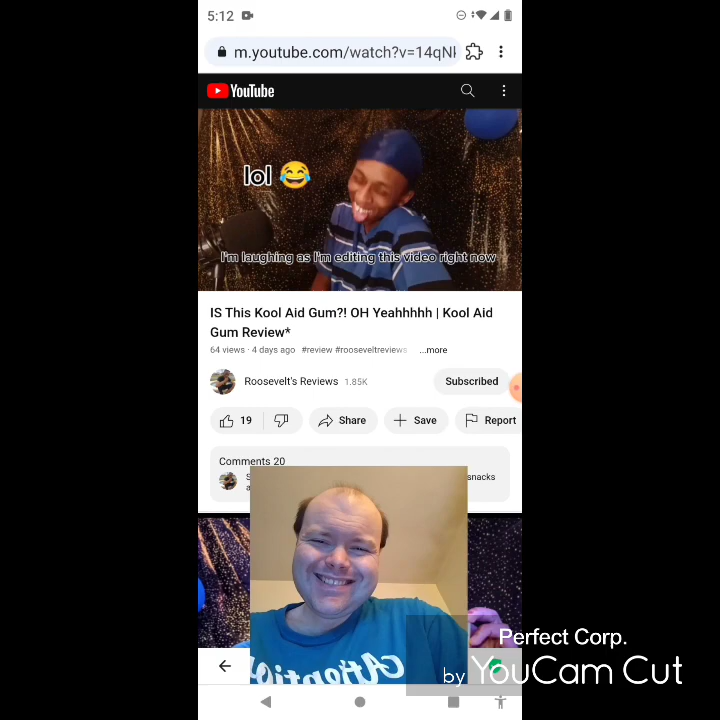 5:12
m.youtube.com/watch?v=14qN
YouTube
lol 😂
I'm laughing as I'm editing this video right now
IS This Kool Aid Gum?! OH Yeahhhhh | Kool Aid
Gum Review*
64 views · 4 days ago #review #rooseveltreviews ...more
Roosevelt's Reviews 1.85K Subscribed
19 Share Save Report
Comments 20
snacks
Perfect Corp.
by YouCam Cut